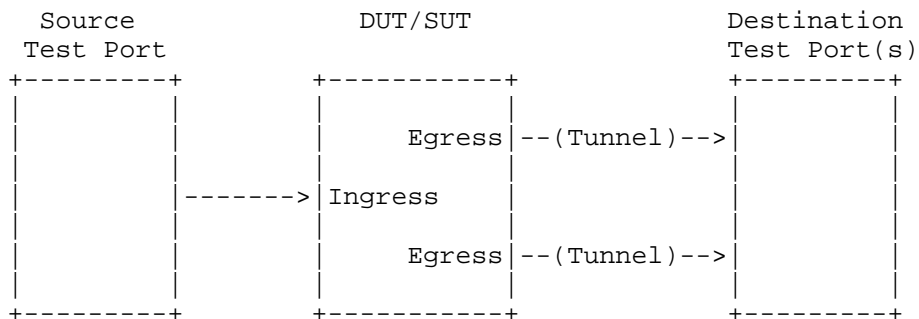 Source DUT/SUT Destination
Test Port Test Port(s)
Egress --(Tunnel)-->
------->Ingress
Egress --(Tunnel)-->